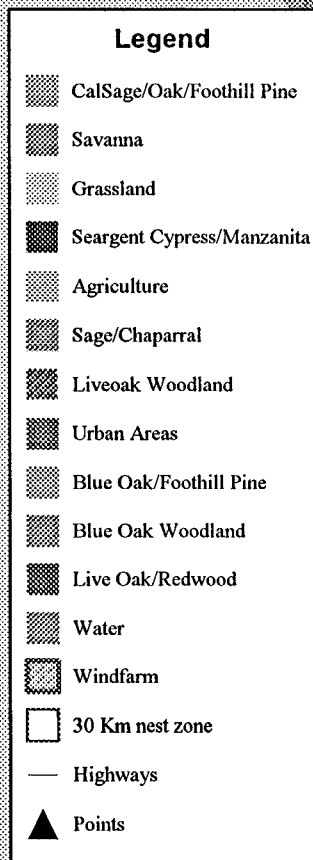 Legend
CalSage/Oak/Foothill Pine
Savanna
Grassland
Seargent Cypress/Manzanita
Agriculture
Sage/Chaparral
Liveoak Woodland
Urban Areas
Blue Oak/Foothill Pine
Blue Oak Woodland
Live Oak/Redwood
Water
Windfarm
30 Km nest zone
Highways
Points